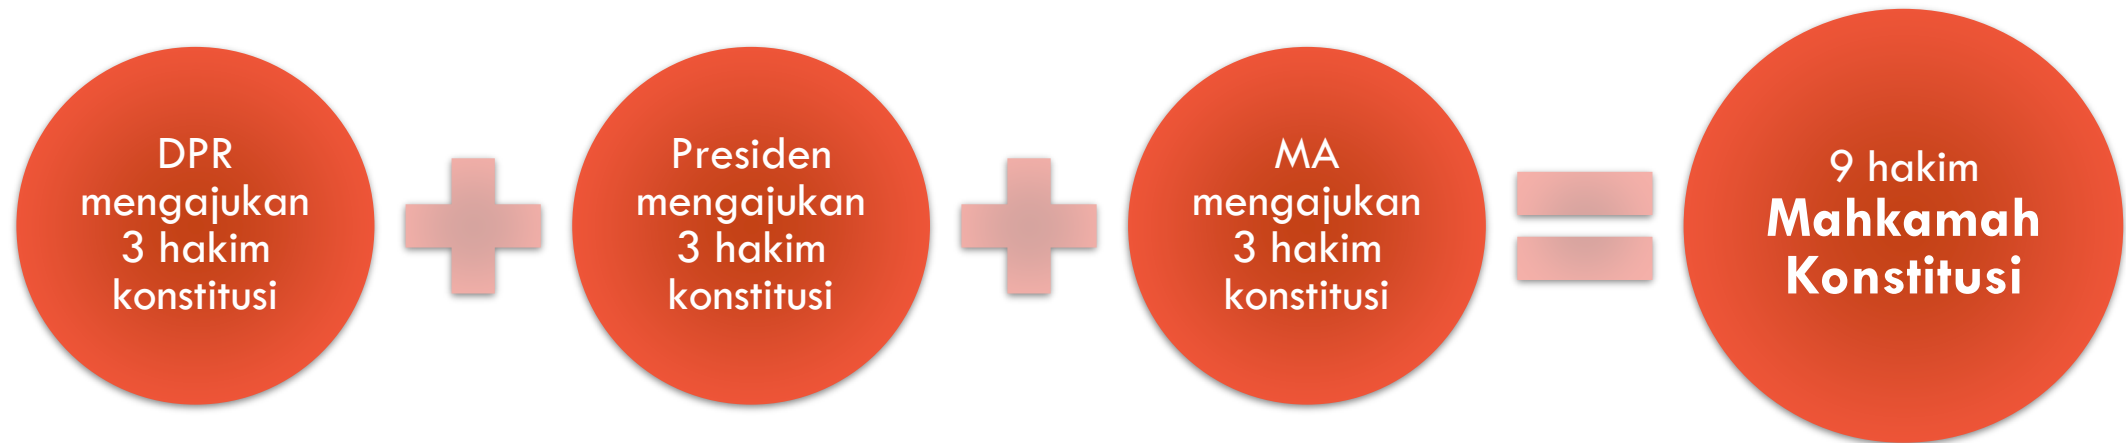 DPR
mengajukan
3 hakim
konstitusi
Presiden
mengajukan
3 hakim
konstitusi
MA
mengajukan
3 hakim
konstitusi
9 hakim
Mahkamah
Konstitusi